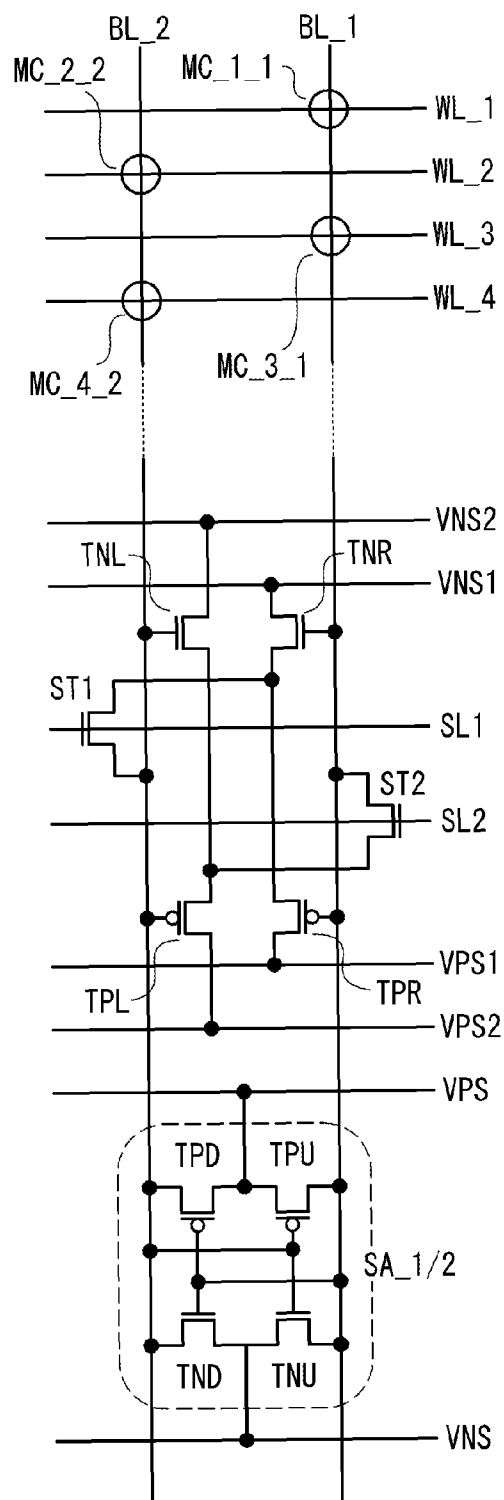 BL_2 BL_1
MC_2_2 MC_1_1
WL_1
WL_2
WL_3
WL_4
MC_4_2 MC_3_1
VNS2
TNL TNR
VNS1
ST1
SL1
ST2
SL2
VPS1
TPL TPR
VPS2
VPS
TPD TPU
SA_1/2
TND TNU
VNS